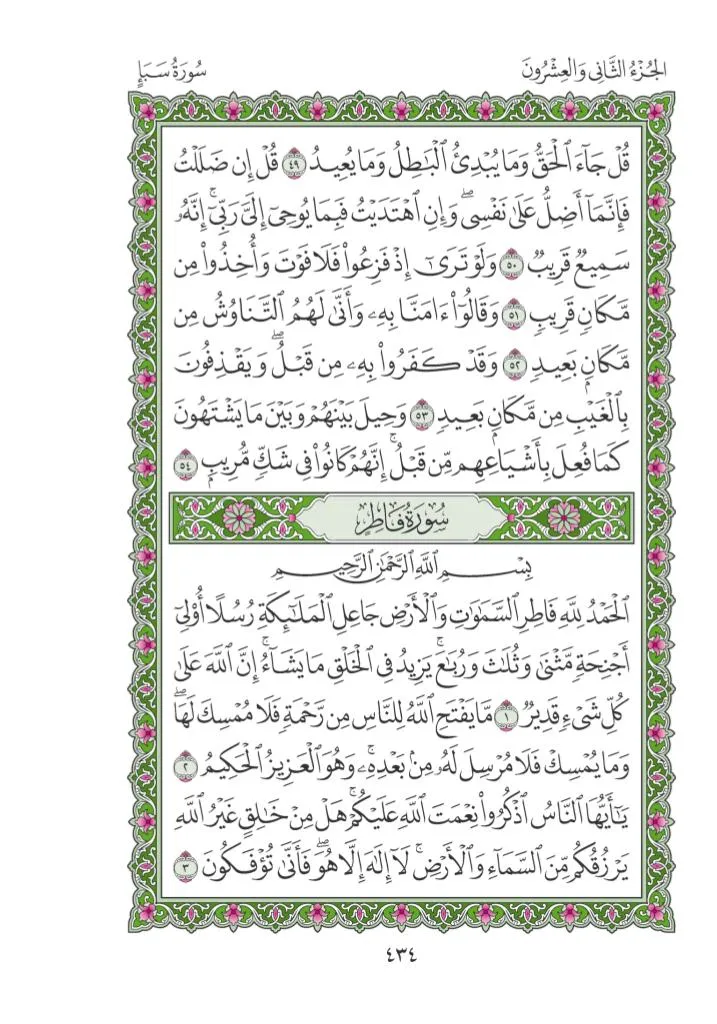 الجُزْءُ الثَّانِي وَالعِشْرُونَ
سُورَةُ سَبَإٍ
قُلۡ جَآءَ ٱلۡحَقُّ وَمَا يُبۡدِئُ ٱلۡبَٰطِلُ وَمَا يُعِيدُ ٤٩ قُلۡ إِن ضَلَلۡتُ
فَإِنَّمَآ أَضِلُّ عَلَىٰ نَفۡسِيۖ وَإِنِ ٱهۡتَدَيۡتُ فَبِمَا يُوحِيٓ إِلَيَّ رَبِّيٓۚ إِنَّهُۥ
سَمِيعٞ قَرِيبٞ ٥٠ وَلَوۡ تَرَىٰٓ إِذۡ فَزِعُواْ فَلَا فَوۡتَ وَأُخِذُواْ مِن
مَّكَانٖ قَرِيبٖ ٥١ وَقَالُوٓاْ ءَامَنَّا بِهِۦ وَأَنَّىٰ لَهُمُ ٱلتَّنَاوُشُ مِن
مَّكَانِۭ بَعِيدٖ ٥٢ وَقَدۡ كَفَرُواْ بِهِۦ مِن قَبۡلُۖ وَيَقۡذِفُونَ
بِٱلۡغَيۡبِ مِن مَّكَانِۭ بَعِيدٖ ٥٣ وَحِيلَ بَيۡنَهُمۡ وَبَيۡنَ مَا يَشۡتَهُونَ
كَمَا فُعِلَ بِأَشۡيَاعِهِم مِّن قَبۡلُۚ إِنَّهُمۡ كَانُواْ فِي شَكّٖ مُّرِيبِۭ ٥٤
سُورَةُ فَاطِرٍ
بِسۡمِ ٱللَّهِ ٱلرَّحۡمَٰنِ ٱلرَّحِيمِ
ٱلۡحَمۡدُ لِلَّهِ فَاطِرِ ٱلسَّمَٰوَٰتِ وَٱلۡأَرۡضِ جَاعِلِ ٱلۡمَلَٰٓئِكَةِ رُسُلًا أُوْلِيٓ
أَجۡنِحَةٖ مَّثۡنَىٰ وَثُلَٰثَ وَرُبَٰعَۚ يَزِيدُ فِي ٱلۡخَلۡقِ مَا يَشَآءُۚ إِنَّ ٱللَّهَ عَلَىٰ
كُلِّ شَيۡءٖ قَدِيرٞ ١ مَّا يَفۡتَحِ ٱللَّهُ لِلنَّاسِ مِن رَّحۡمَةٖ فَلَا مُمۡسِكَ لَهَاۖ
وَمَا يُمۡسِكۡ فَلَا مُرۡسِلَ لَهُۥ مِنۢ بَعۡدِهِۦۚ وَهُوَ ٱلۡعَزِيزُ ٱلۡحَكِيمُ ٢
يَٰٓأَيُّهَا ٱلنَّاسُ ٱذۡكُرُواْ نِعۡمَتَ ٱللَّهِ عَلَيۡكُمۡۚ هَلۡ مِنۡ خَٰلِقٍ غَيۡرُ ٱللَّهِ
يَرۡزُقُكُم مِّنَ ٱلسَّمَآءِ وَٱلۡأَرۡضِۚ لَآ إِلَٰهَ إِلَّا هُوَۖ فَأَنَّىٰ تُؤۡفَكُونَ ٣
٤٣٤